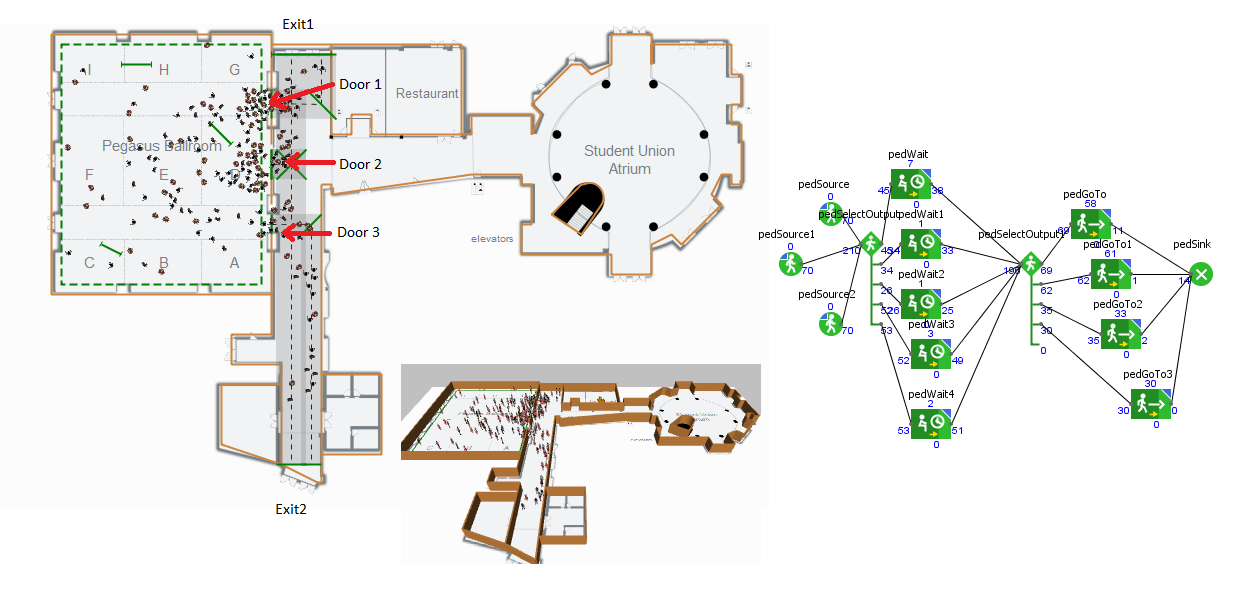 Exit1
I
H
G
Door 1
Restaurant
Pegasus Ballroom
Door 2
Student Union
Atrium
F
E
D
Door 3
elevators
C
B
A
Exit2
pedWait
7
45
38
0
pedSource
0
70
pedSource1
0
70
pedSource2
0
70
pedSelectOutput
210
34
26
53
pedWait1
1
34
33
0
pedWait2
1
26
25
0
pedWait3
3
52
49
0
pedWait4
2
53
51
0
pedSelectOutput1
69
62
35
30
0
pedGoTo
58
69
11
pedGoTo1
61
62
1
0
pedGoTo2
33
35
2
0
pedGoTo3
30
30
0
0
pedSink
14